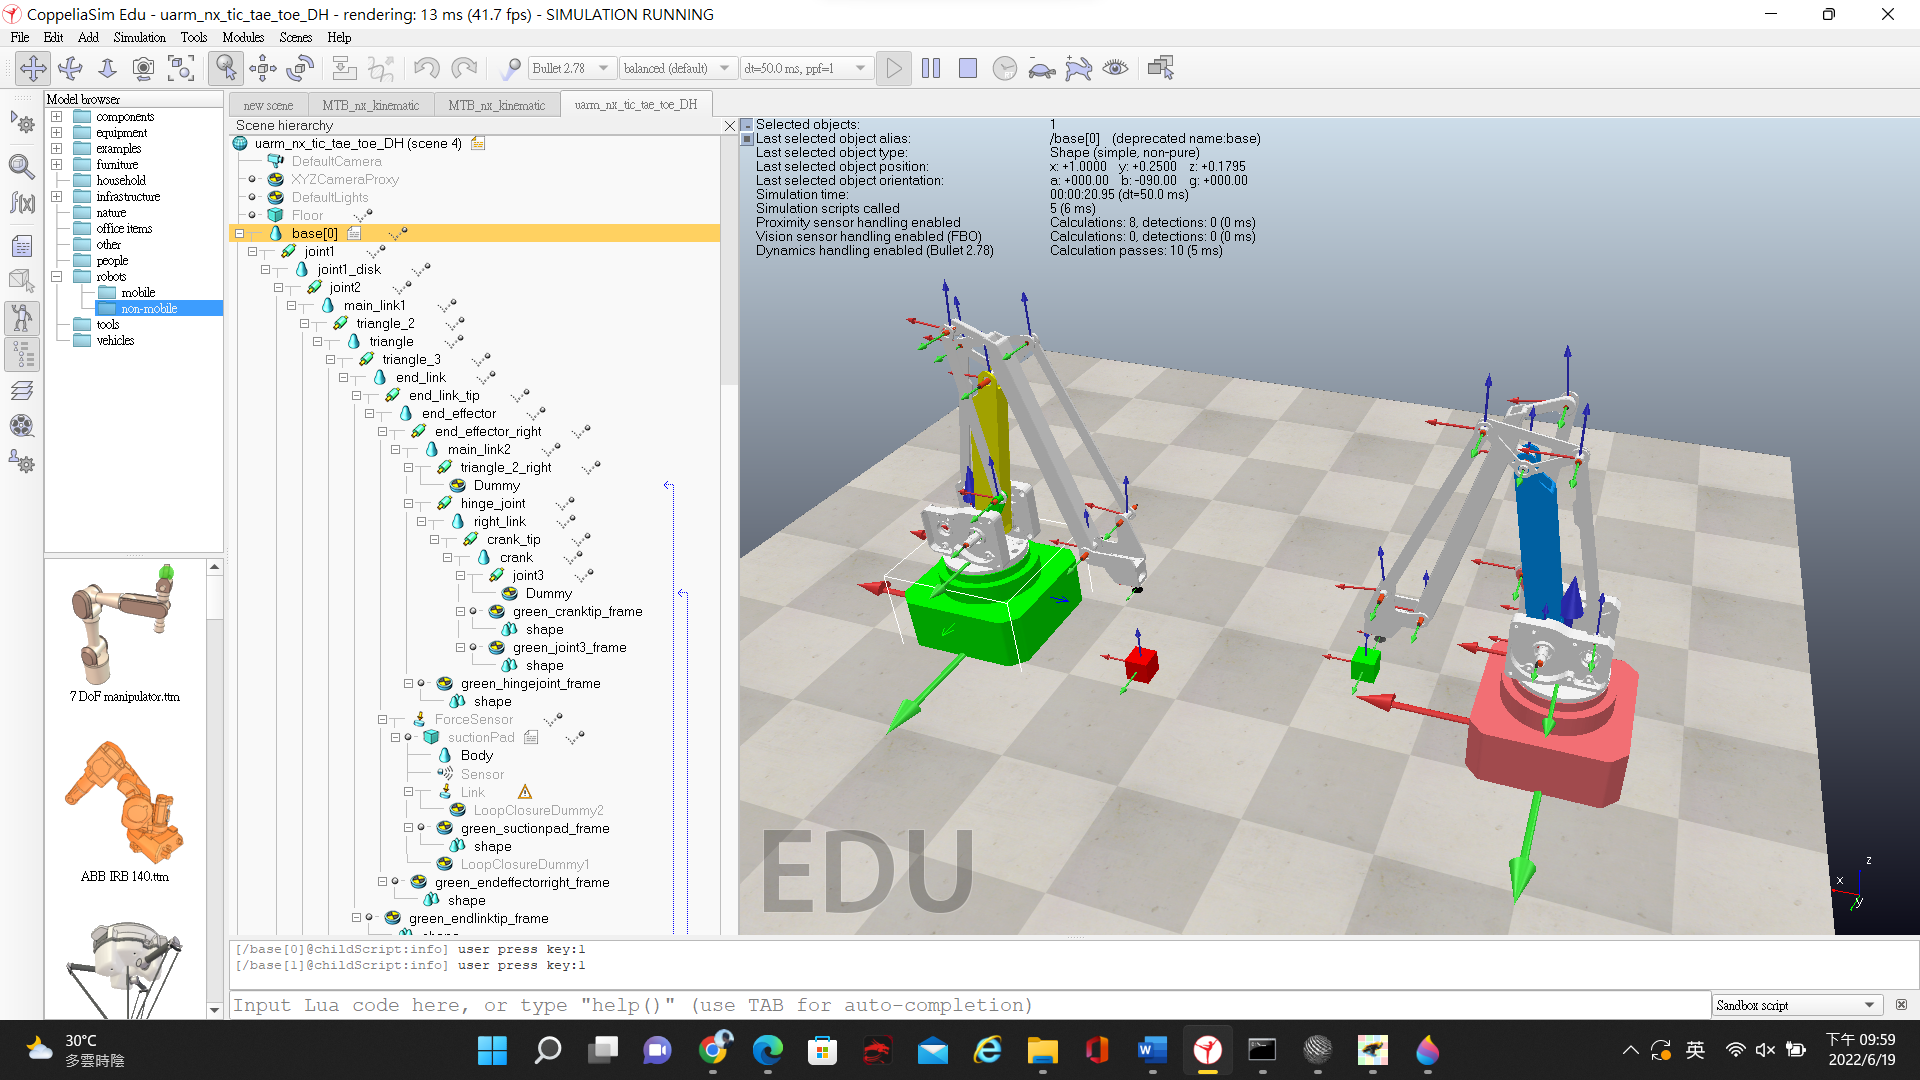 CoppeliaSim Edu - uarm_nx_tic_tae_toe_DH - rendering: 13 ms (41.7 fps) - SIMULATION RUNNING
File Edit Add Simulation Tools Modules Scenes Help
Bullet 2.78 balanced (default) dt=50.0 ms, ppf=1
Model browser
components
equipment
examples
furniture
household
infrastructure
nature
office items
other
people
robots
mobile
non-mobile
tools
vehicles
7 DoF manipulator.ttm
ABB IRB 140.ttm
new scene MTB_nx_kinematic MTB_nx_kinematic uarm_nx_tic_tae_toe_DH
Scene hierarchy
uarm_nx_tic_tae_toe_DH (scene 4)
DefaultCamera
XYZCameraProxy
DefaultLights
Floor
base[0]
joint1
joint1_disk
joint2
main_link1
triangle_2
triangle
triangle_3
end_link
end_link_tip
end_effector
end_effector_right
main_link2
triangle_2_right
Dummy
hinge_joint
right_link
crank_tip
crank
joint3
Dummy
green_cranktip_frame
shape
green_joint3_frame
shape
green_hingejoint_frame
shape
ForceSensor
suctionPad
Body
Sensor
Link
LoopClosureDummy2
green_suctionpad_frame
shape
LoopClosureDummy1
green_endeffectorright_frame
shape
green_endlinktip_frame
Selected objects: 1
Last selected object alias: /base[0] (deprecated name:base)
Last selected object type: Shape (simple, non-pure)
Last selected object position: x: +1.0000 y: +0.2500 z: +0.1795
Last selected object orientation: a: +000.00 b: -090.00 g: +000.00
Simulation time: 00:00:20.95 (dt=50.0 ms)
Simulation scripts called 5 (6 ms)
Proximity sensor handling enabled Calculations: 8, detections: 0 (0 ms)
Vision sensor handling enabled (FBO) Calculations: 0, detections: 0 (0 ms)
Dynamics handling enabled (Bullet 2.78) Calculation passes: 10 (5 ms)
EDU
z
x
y
[/base[0]@childScript:info] user press key:l
[/base[1]@childScript:info] user press key:l
Input Lua code here, or type "help()" (use TAB for auto-completion)
Sandbox script
30°C
多雲時陰
英
下午 09:59
2022/6/19